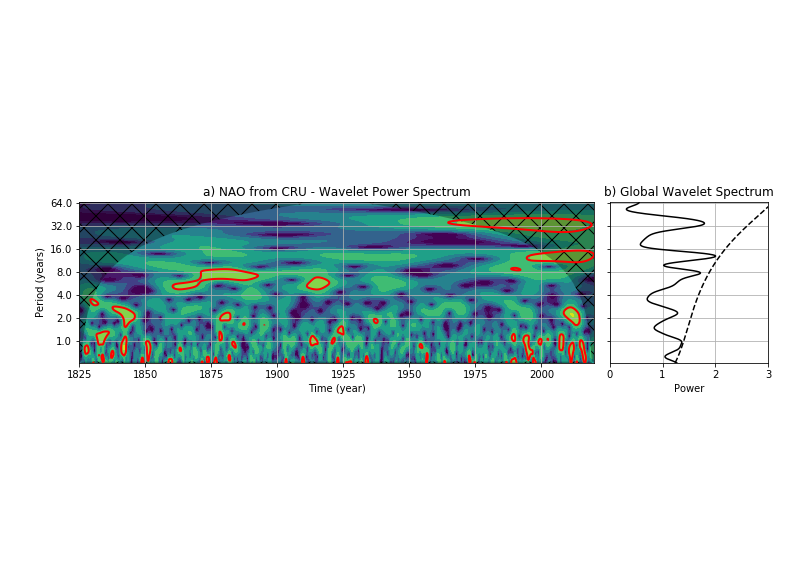 a) NAO from CRU - Wavelet Power Spectrum
b) Global Wavelet Spectrum
Period (years)
64.0
32.0
16.0
8.0
4.0
2.0
1.0
1825 1850 1875 1900 1925 1950 1975 2000
Time (year)
0 1 2 3
Power